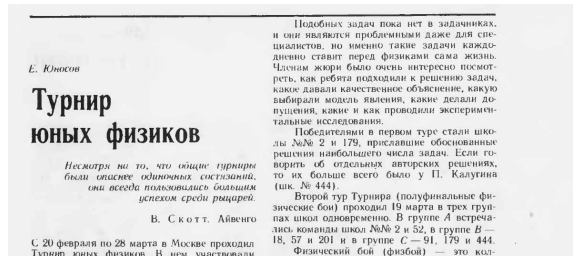 Е. Юносов
Турнир
юных физиков
Несмотря на то, что общие турниры
были опаснее одиночных состязаний,
они всегда пользовались большим
успехом среди рыцарей.
В. Скотт. Айвенго
С 20 февраля по 28 марта в Москве проходил
Турнир юных физиков. В нем участвовали
Подобных задач пока нет в задачниках,
и они являются проблемными даже для спе-
циалистов, но именно такие задачи каждо-
дневно ставит перед физиками сама жизнь.
Членам жюри было очень интересно посмот-
реть, как ребята подходили к решению задач,
какое давали качественное объяснение, какую
выбирали модель явления, какие делали до-
пущения, какие и как проводили эксперимен-
тальные исследования.
Победителями в первом туре стали шко-
лы №№ 2 и 179, приславшие обоснованные
решения наибольшего числа задач. Если го-
ворить об отдельных авторских решениях,
то их больше всего было у П. Калугина
(шк. № 444).
Второй тур Турнира (полуфинальные фи-
зические бои) проходил 19 марта в трех груп-
пах школ одновременно. В группе А встреча-
лись команды школ №№ 2 и 52, в группе В —
18, 57 и 201 и в группе С — 91, 179 и 444.
Физический бой (физбой) — это кол-